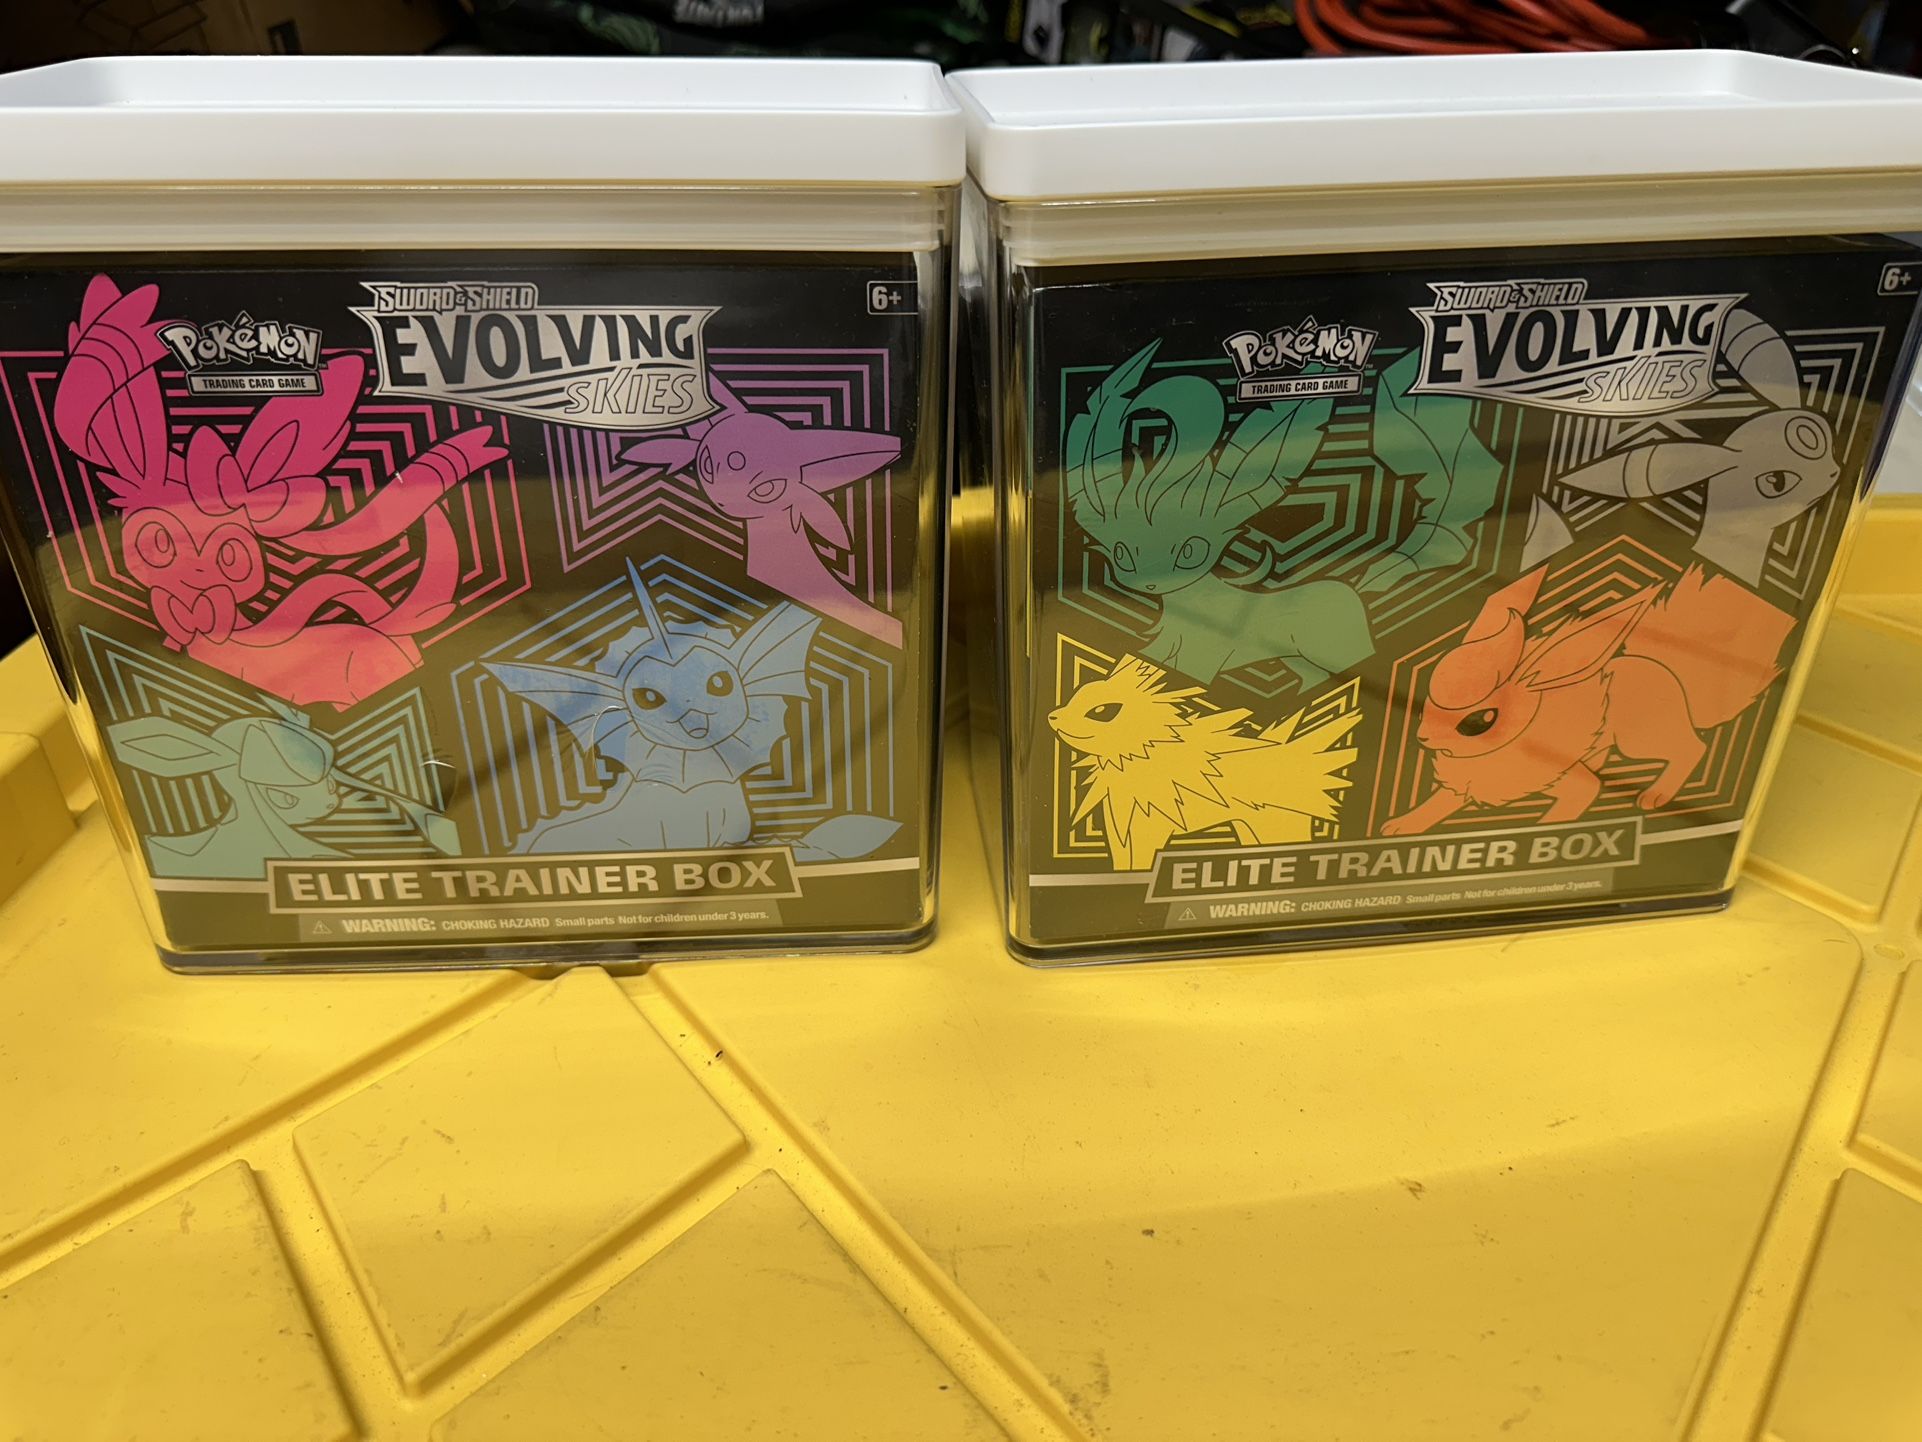 SWORD & SHIELD
EVOLVING
SKIES
6+
POKéMON
TRADING CARD GAME
ELITE TRAINER BOX
WARNING: CHOKING HAZARD Small parts Not for children under 3 years.
SWORD & SHIELD
EVOLVING
SKIES
6+
POKéMON
TRADING CARD GAME
ELITE TRAINER BOX
WARNING: CHOKING HAZARD Small parts Not for children under 3 years.